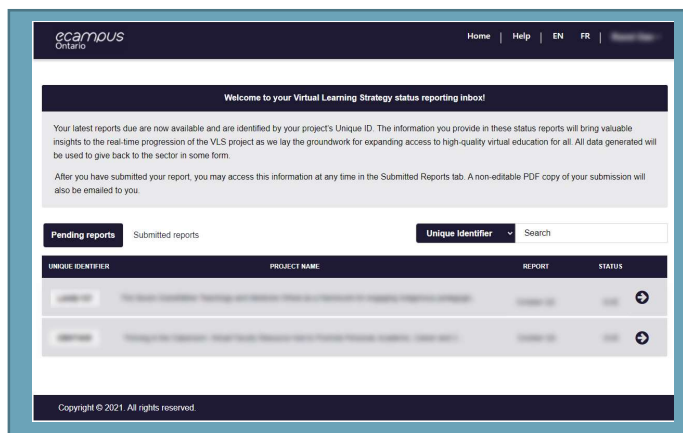 ecampus
Ontario
Home | Help | EN FR |
Welcome to your Virtual Learning Strategy status reporting inbox!
Your latest reports due are now available and are identified by your project's Unique ID. The information you provide in these status reports will bring valuable
insights to the real-time progression of the VLS project as we lay the groundwork for expanding access to high-quality virtual education for all. All data generated will
be used to give back to the sector in some form.
After you have submitted your report, you may access this information at any time in the Submitted Reports tab. A non-editable PDF copy of your submission will
also be emailed to you.
Pending reports Submitted reports Unique Identifier Search
UNIQUE IDENTIFIER PROJECT NAME REPORT STATUS
Copyright © 2021. All rights reserved.